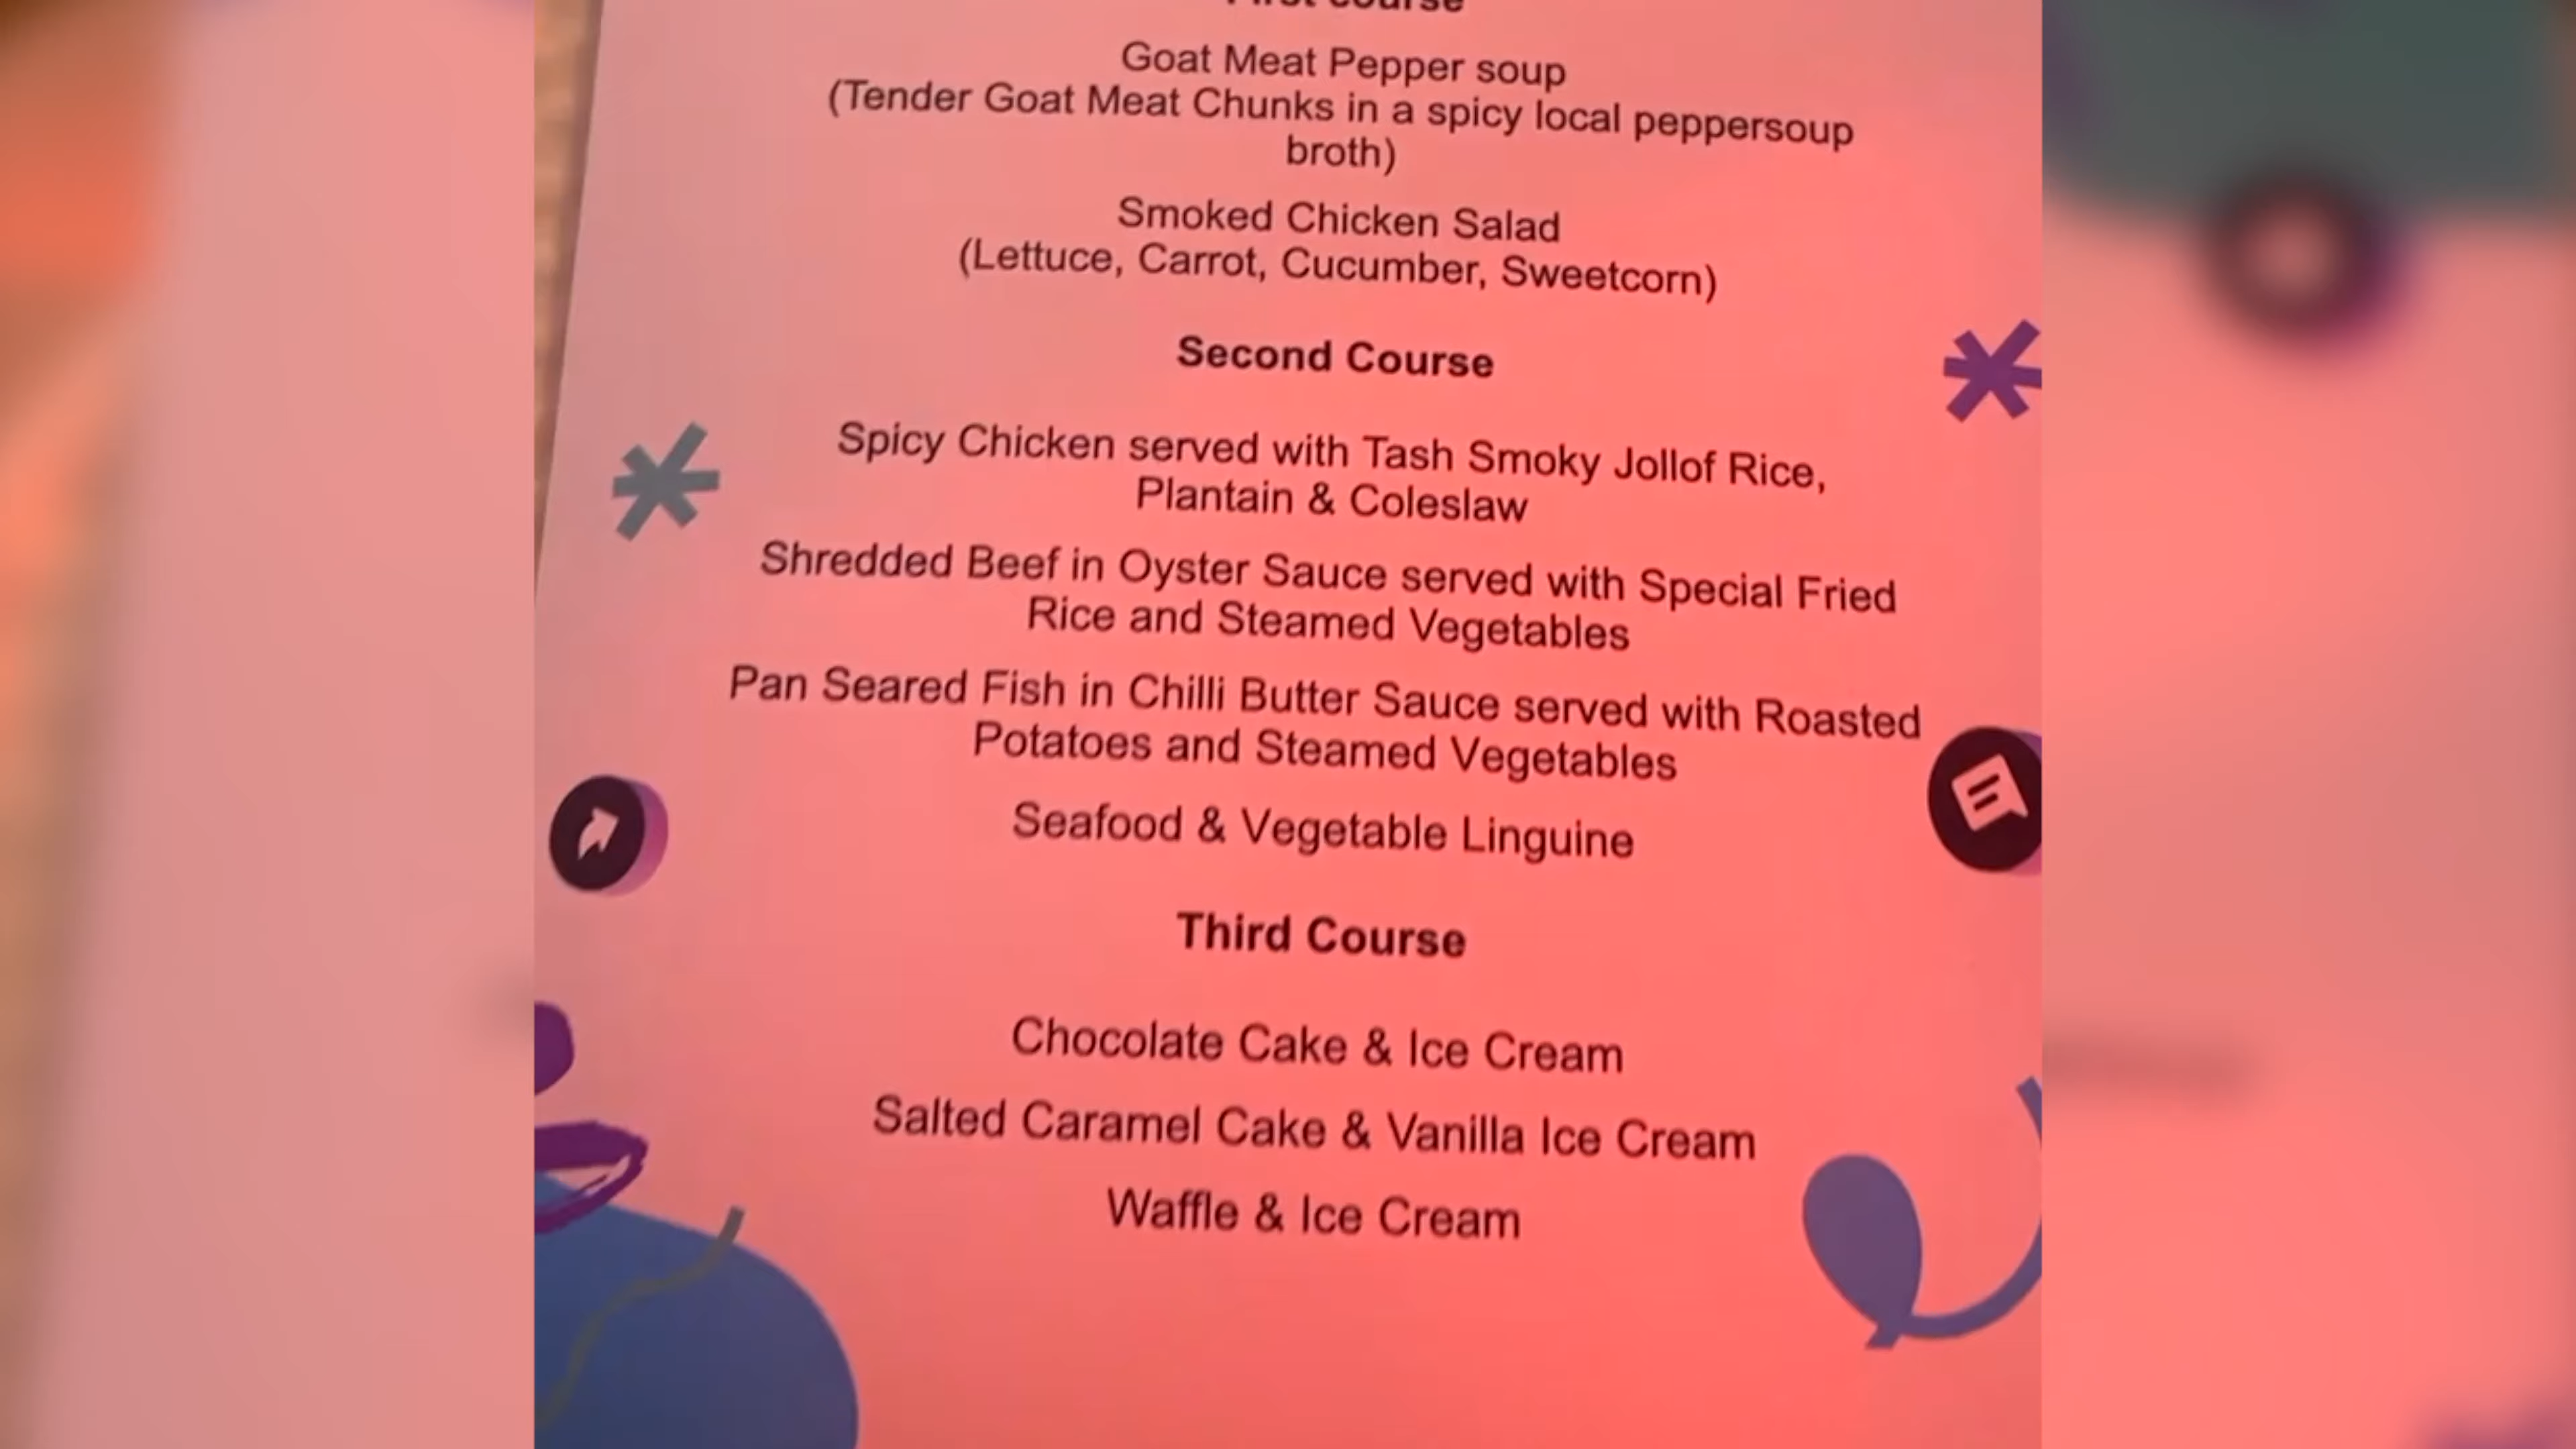 First course
Goat Meat Pepper soup
(Tender Goat Meat Chunks in a spicy local peppersoup
broth)
Smoked Chicken Salad
(Lettuce, Carrot, Cucumber, Sweetcorn)
Second Course
Spicy Chicken served with Tash Smoky Jollof Rice,
Plantain & Coleslaw
Shredded Beef in Oyster Sauce served with Special Fried
Rice and Steamed Vegetables
Pan Seared Fish in Chilli Butter Sauce served with Roasted
Potatoes and Steamed Vegetables
Seafood & Vegetable Linguine
Third Course
Chocolate Cake & Ice Cream
Salted Caramel Cake & Vanilla Ice Cream
Waffle & Ice Cream